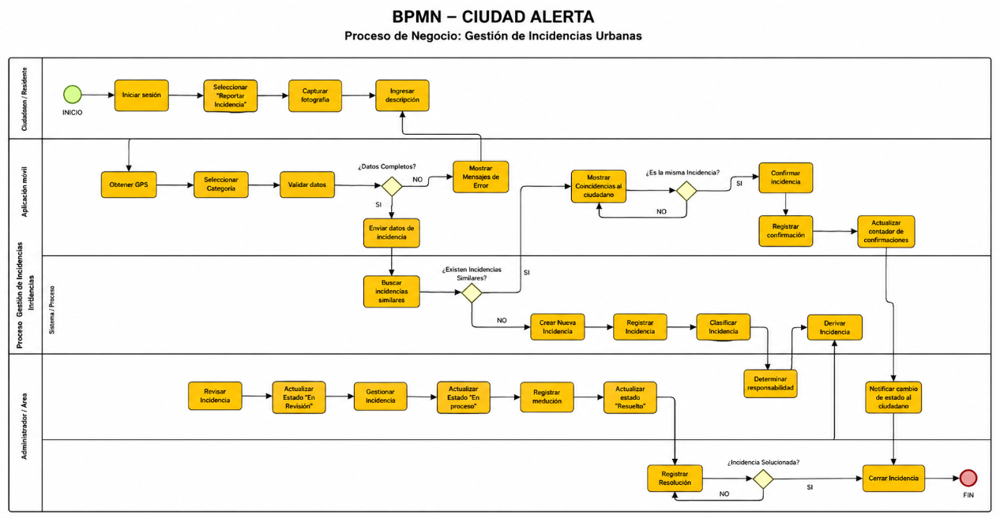 BPMN – CIUDAD ALERTA
Proceso de Negocio: Gestión de Incidencias Urbanas
Ciudadasen / Residente
INICIO
Iniciar sesión
Seleccionar
"Reportar
Incidencia"
Capturar
fotografia
Ingresar
descripción
Proceso Gestión de Incidencias
Aplicación móvil
Obtener GPS
Seleccionar
Categoría
Validar datos
¿Datos Completos?
NO
SI
Mostrar
Mensajes de
Error
Enviar datos de
incidencia
Mostrar
Coincidencias al
ciudadano
¿Es la misma Incidencia?
SI
NO
Confirmar
incidencia
Registrar
confirmación
Actualizar
contador de
confirmaciones
Sistema / Proceso
Buscar
incidencias
similares
¿Existen Incidencias
Similares?
SI
NO
Crear Nueva
Incidencia
Registrar
Incidencia
Clasificar
Incidencia
Derivar
Incidencia
Determinar
responsabilidad
Administrador / Area
Revisar
Incidencia
Actualizar
Estado "En
Revisión"
Gestionar
Incidencia
Actualizar
Estado "En
proceso"
Registrar
medución
Actualizar
estado
"Resuelto"
Notificar cambio
de estado al
ciudadano
Registrar
Resolución
¿Incidencia Solucionada?
NO
SI
Cerrar Incidencia
FIN